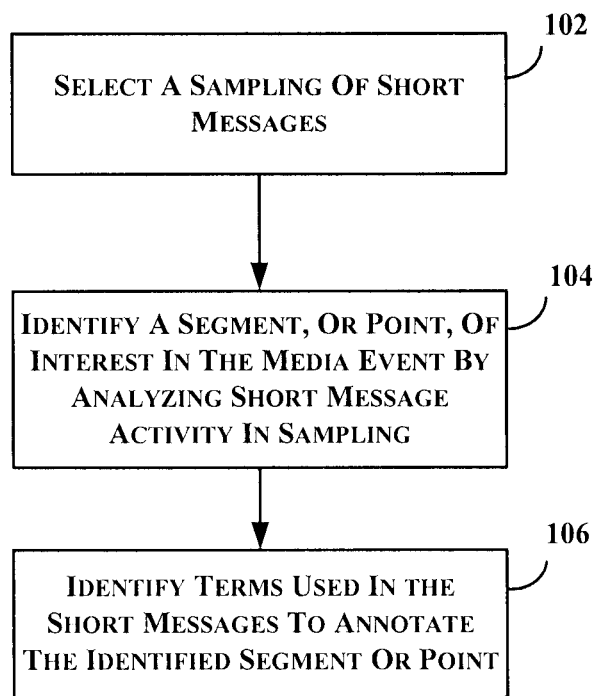 102
SELECT A SAMPLING OF SHORT
MESSAGES
104
IDENTIFY A SEGMENT, OR POINT, OF
INTEREST IN THE MEDIA EVENT BY
ANALYZING SHORT MESSAGE
ACTIVITY IN SAMPLING
106
IDENTIFY TERMS USED IN THE
SHORT MESSAGES TO ANNOTATE
THE IDENTIFIED SEGMENT OR POINT